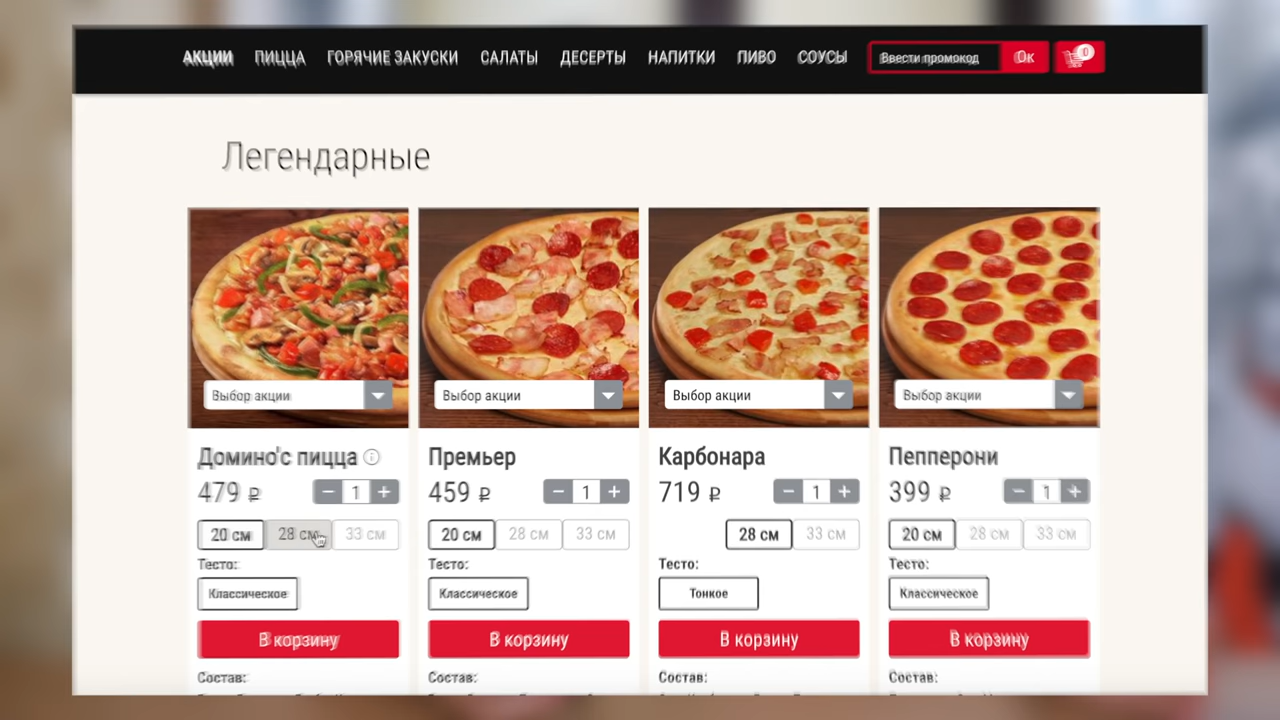 АКЦИИ ПИЦЦА ГОРЯЧИЕ ЗАКУСКИ САЛАТЫ ДЕСЕРТЫ НАПИТКИ ПИВО СОУСЫ Ввести промокод Ок 0
Легендарные
Выбор акции Выбор акции Выбор акции Выбор акции
Домино'с пицца Премьер Карбонара Пепперони
479 ₽ − 1 + 459 ₽ − 1 + 719 ₽ − 1 + 399 ₽ − 1 +
20 см 28 см 33 см 20 см 28 см 33 см 28 см 33 см 20 см 28 см 33 см
Тесто: Тесто: Тесто: Тесто:
Классическое Классическое Тонкое Классическое
В корзину В корзину В корзину В корзину
Состав: Состав: Состав: Состав: